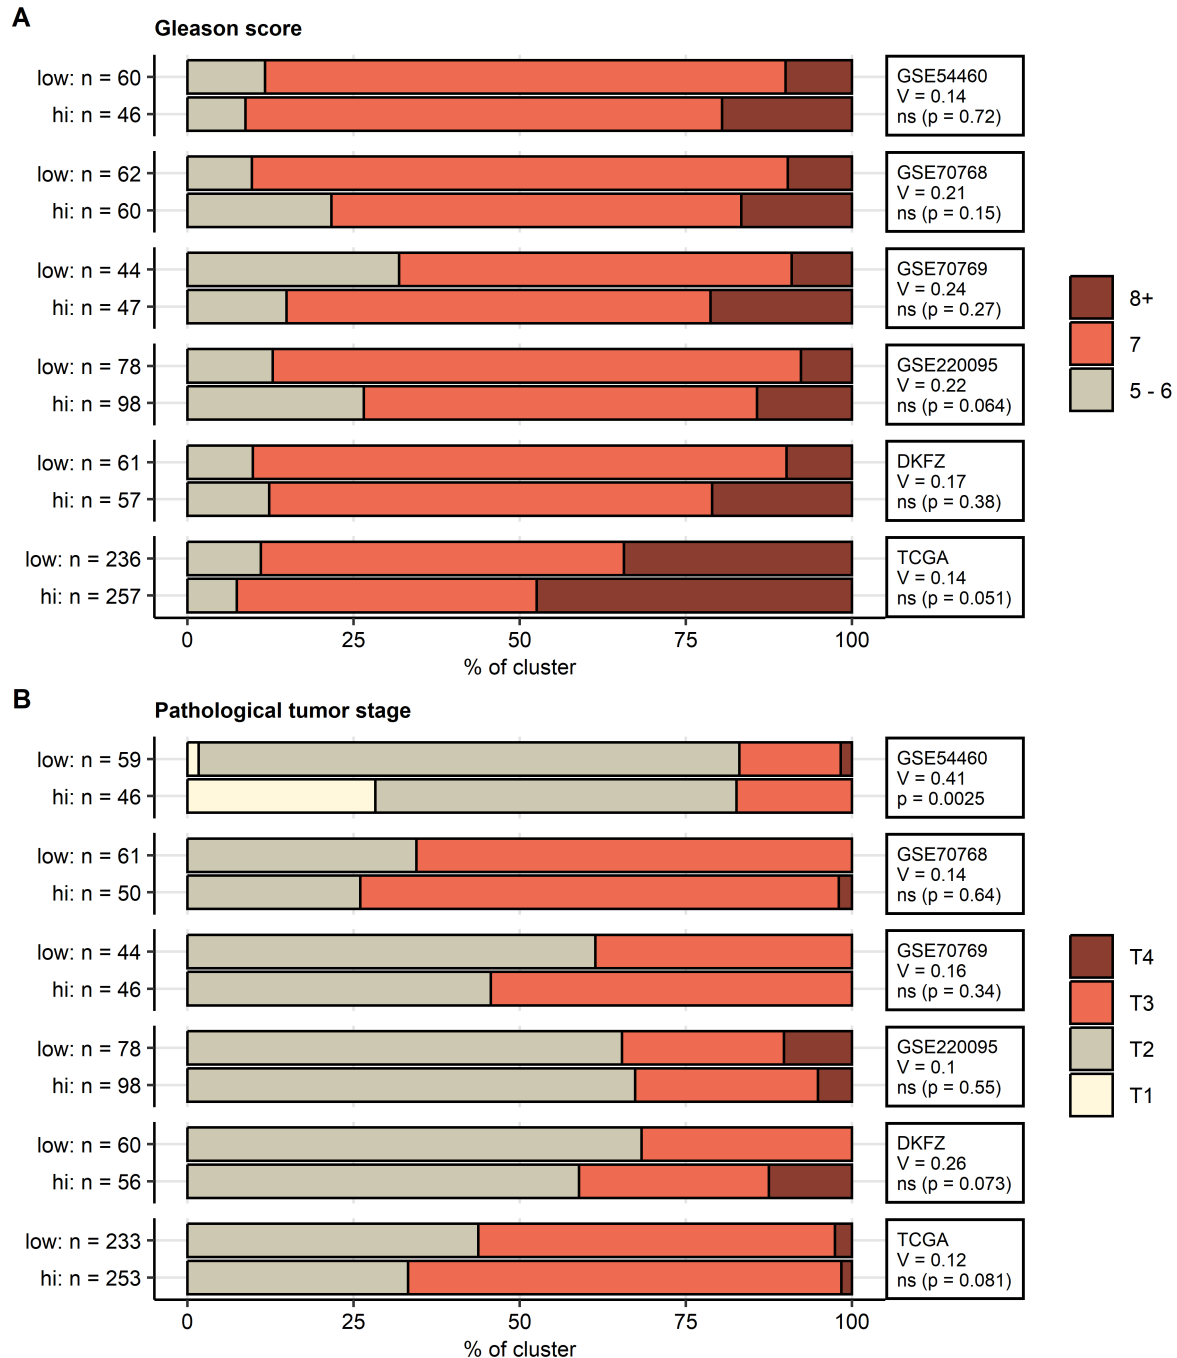 A
Gleason score
low: n = 60
hi: n = 46
GSE54460
V = 0.14
ns (p = 0.72)
low: n = 62
hi: n = 60
GSE70768
V = 0.21
ns (p = 0.15)
low: n = 44
hi: n = 47
GSE70769
V = 0.24
ns (p = 0.27)
low: n = 78
hi: n = 98
GSE220095
V = 0.22
ns (p = 0.064)
low: n = 61
hi: n = 57
DKFZ
V = 0.17
ns (p = 0.38)
low: n = 236
hi: n = 257
TCGA
V = 0.14
ns (p = 0.051)
0 25 50 75 100
% of cluster
8+
7
5 - 6
B
Pathological tumor stage
low: n = 59
hi: n = 46
GSE54460
V = 0.41
p = 0.0025
low: n = 61
hi: n = 50
GSE70768
V = 0.14
ns (p = 0.64)
low: n = 44
hi: n = 46
GSE70769
V = 0.16
ns (p = 0.34)
low: n = 78
hi: n = 98
GSE220095
V = 0.1
ns (p = 0.55)
low: n = 60
hi: n = 56
DKFZ
V = 0.26
ns (p = 0.073)
low: n = 233
hi: n = 253
TCGA
V = 0.12
ns (p = 0.081)
0 25 50 75 100
% of cluster
T4
T3
T2
T1